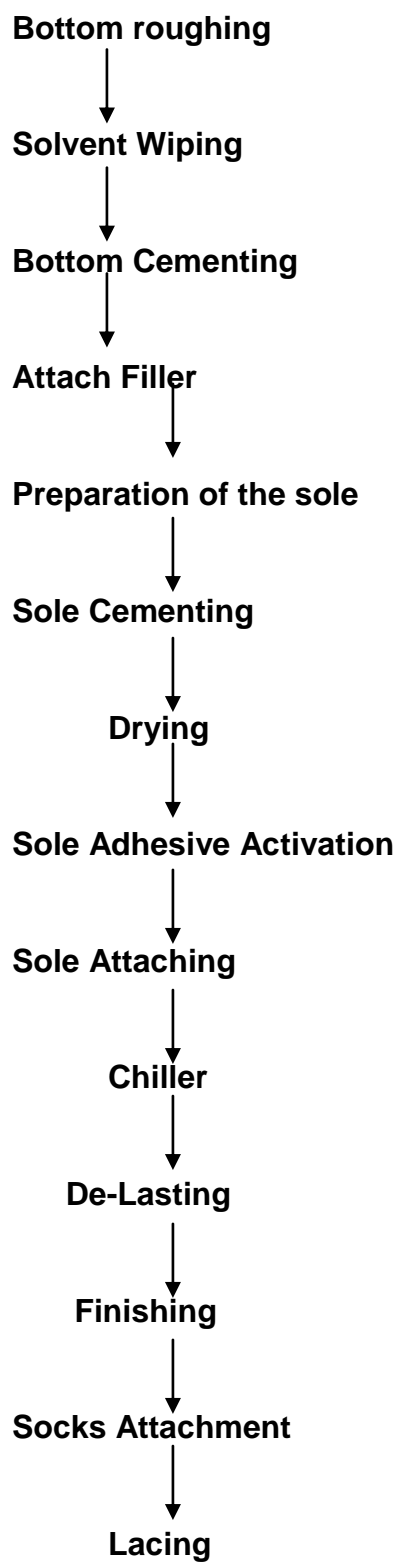 Bottom roughing
Solvent Wiping
Bottom Cementing
Attach Filler
Preparation of the sole
Sole Cementing
Drying
Sole Adhesive Activation
Sole Attaching
Chiller
De-Lasting
Finishing
Socks Attachment
Lacing